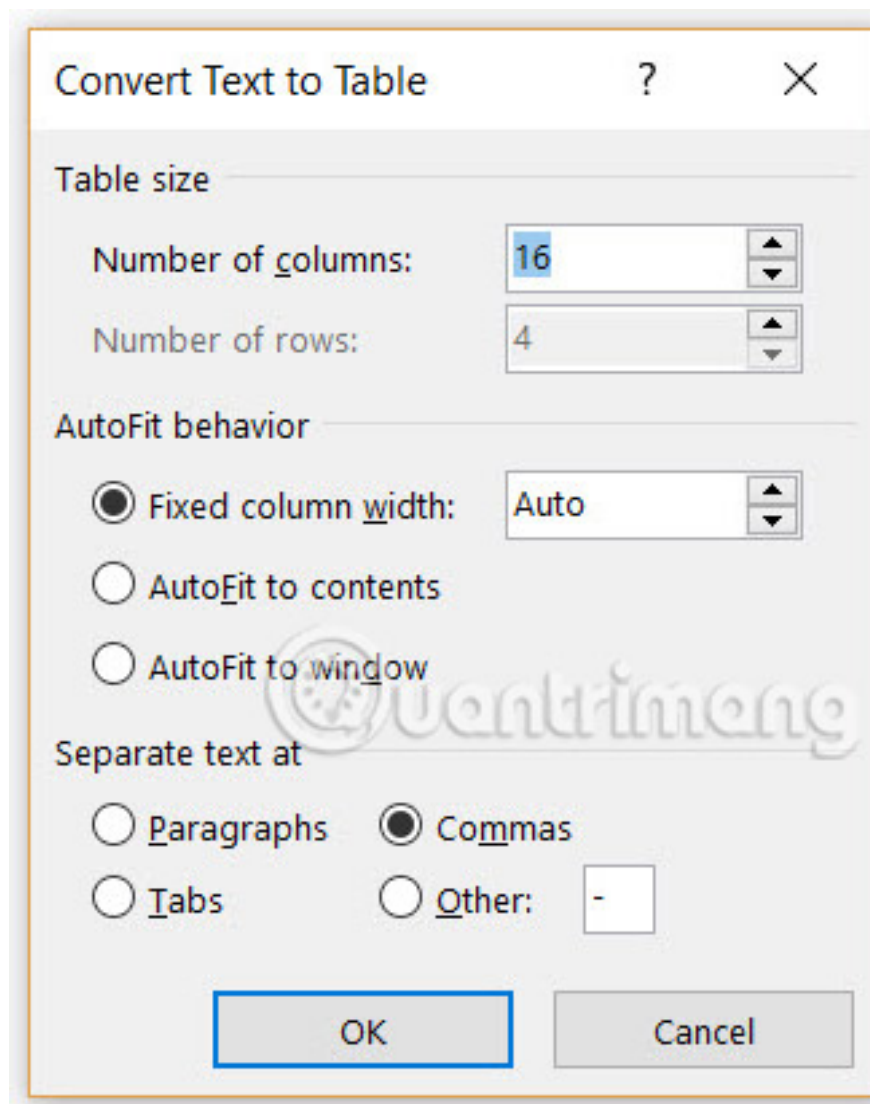 Convert Text to Table ?
Table size
Number of columns: 16
Number of rows: 4
AutoFit behavior
Fixed column width: Auto
AutoFit to contents
AutoFit to window
Quantrimang
Separate text at
Paragraphs Commas
Tabs Other: -
OK Cancel